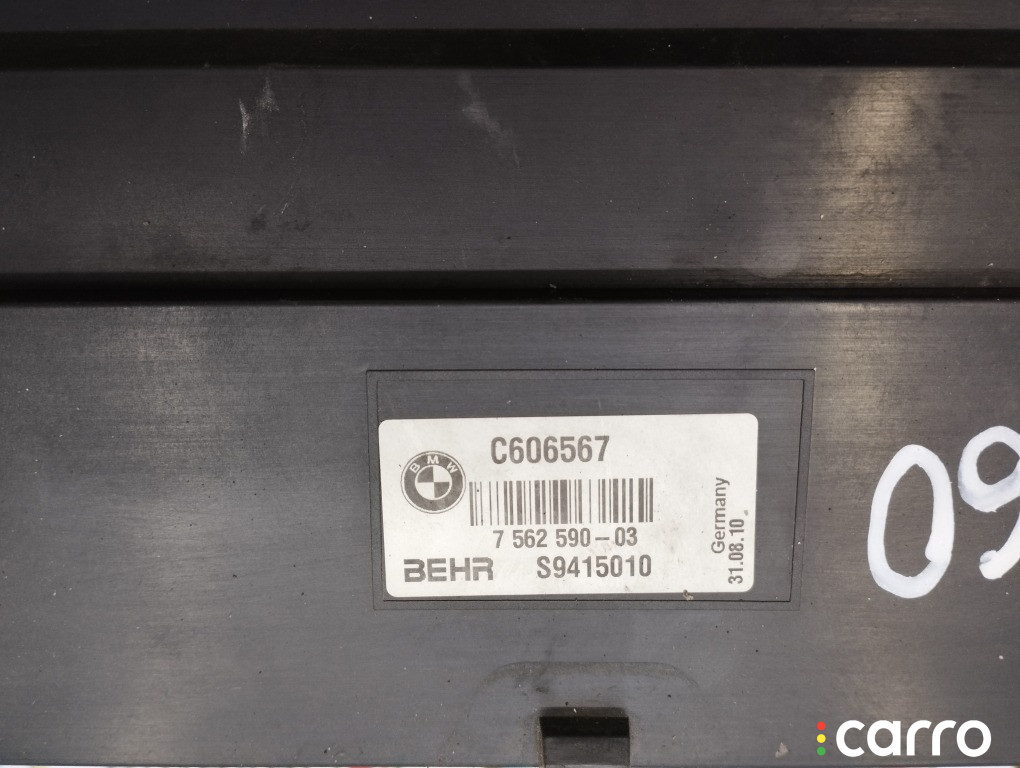 C606567
BMW
7 562 590-03
BEHR S9415010
Germany
31.08.10
09
carro